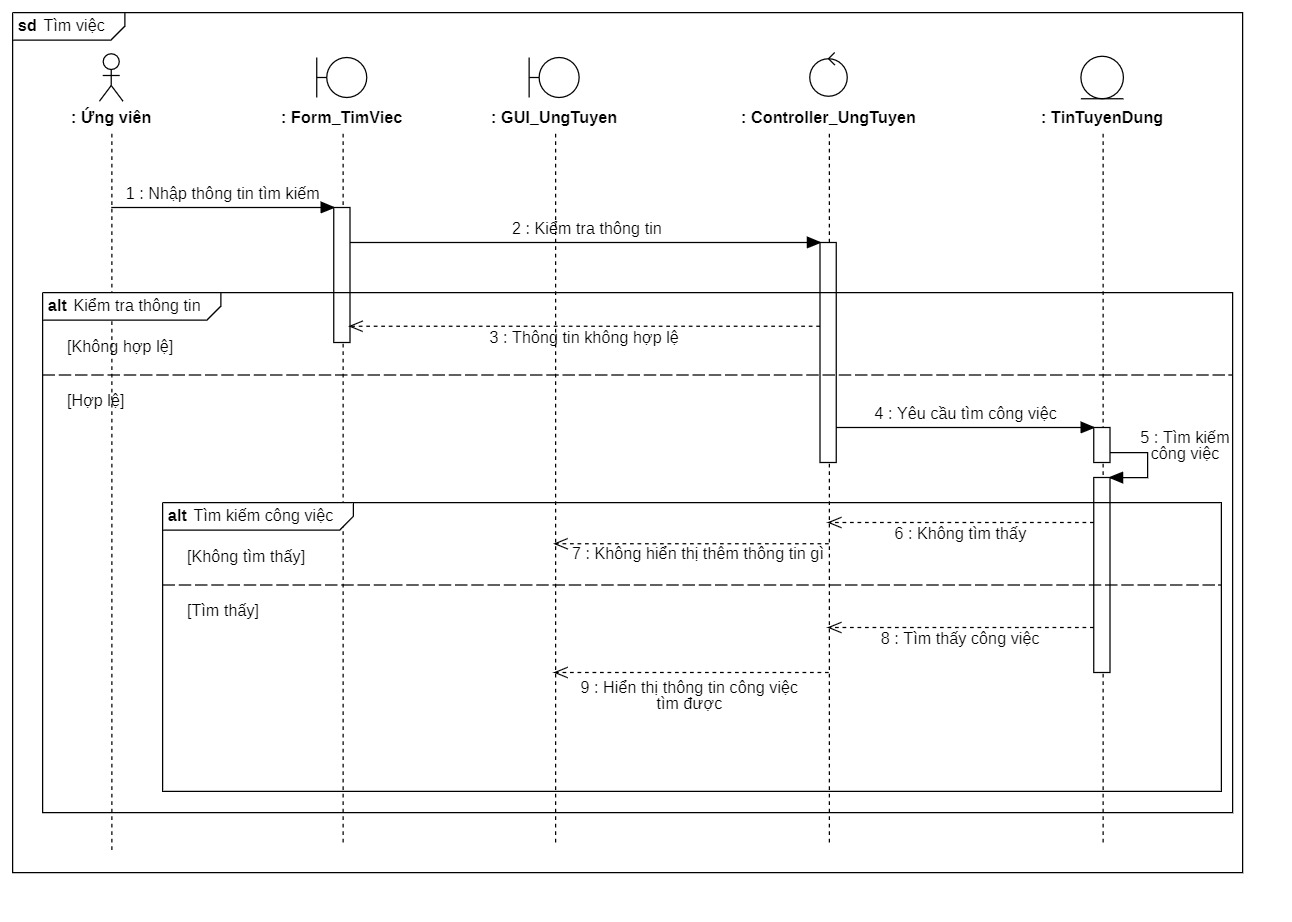 sd Tìm việc
: Ứng viên
: Form_TimViec
: GUI_UngTuyen
: Controller_UngTuyen
: TinTuyenDung
1 : Nhập thông tin tìm kiếm
2 : Kiểm tra thông tin
alt Kiểm tra thông tin
3 : Thông tin không hợp lệ
[Không hợp lệ]
[Hợp lệ]
4 : Yêu cầu tìm công việc
5 : Tìm kiếm
công việc
alt Tìm kiếm công việc
6 : Không tìm thấy
7 : Không hiển thị thêm thông tin gì
[Không tìm thấy]
[Tìm thấy]
8 : Tìm thấy công việc
9 : Hiển thị thông tin công việc
tìm được